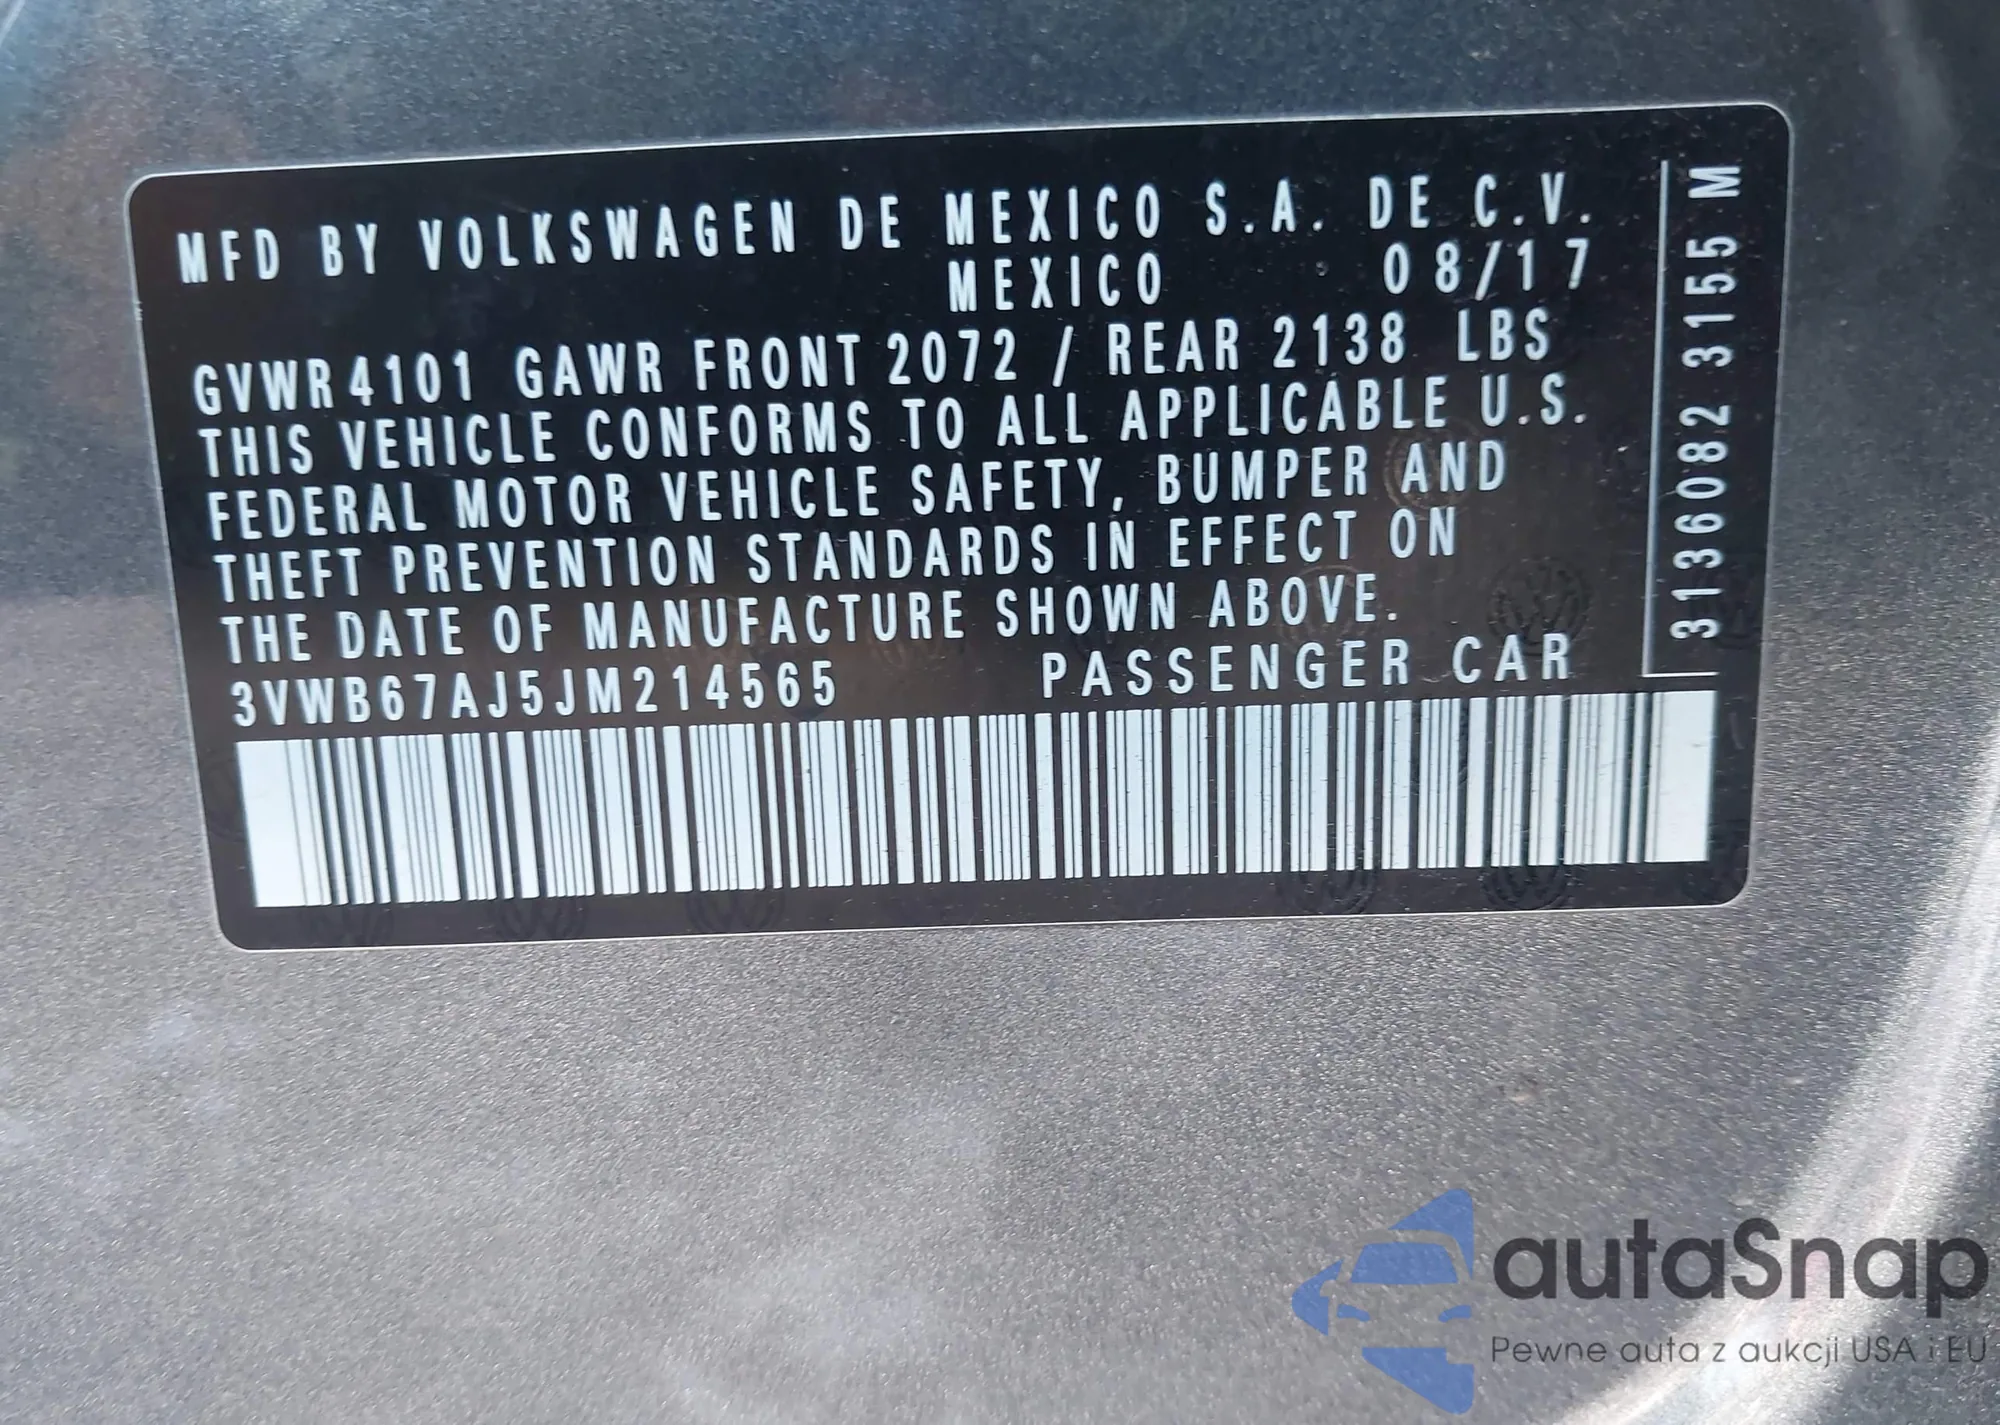 MFD BY VOLKSWAGEN DE MEXICO S.A. DE C.V.
MEXICO 08/17
GVWR 4101 GAWR FRONT 2072 / REAR 2138 LBS
THIS VEHICLE CONFORMS TO ALL APPLICABLE U.S.
FEDERAL MOTOR VEHICLE SAFETY, BUMPER AND
THEFT PREVENTION STANDARDS IN EFFECT ON
THE DATE OF MANUFACTURE SHOWN ABOVE.
3VWB67AJ5JM214565 PASSENGER CAR
3136082 3155 M
autaSnap
Pewne auta z aukcji USA i EU